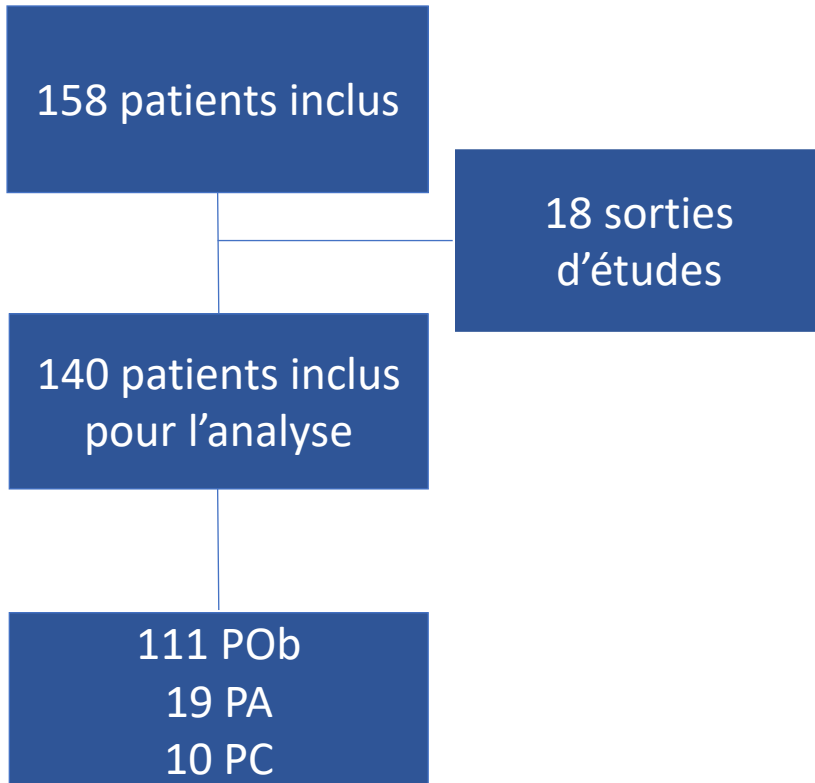 158 patients inclus
18 sorties
d’études
140 patients inclus
pour l’analyse
111 POb
19 PA
10 PC